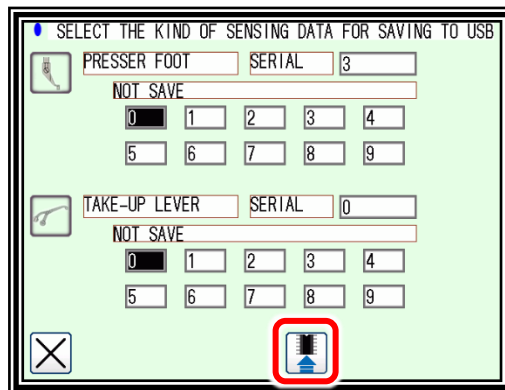 SELECT THE KIND OF SENSING DATA FOR SAVING TO USB
PRESSER FOOT SERIAL 3
NOT SAVE
0 1 2 3 4
5 6 7 8 9
TAKE-UP LEVER SERIAL 0
NOT SAVE
0 1 2 3 4
5 6 7 8 9